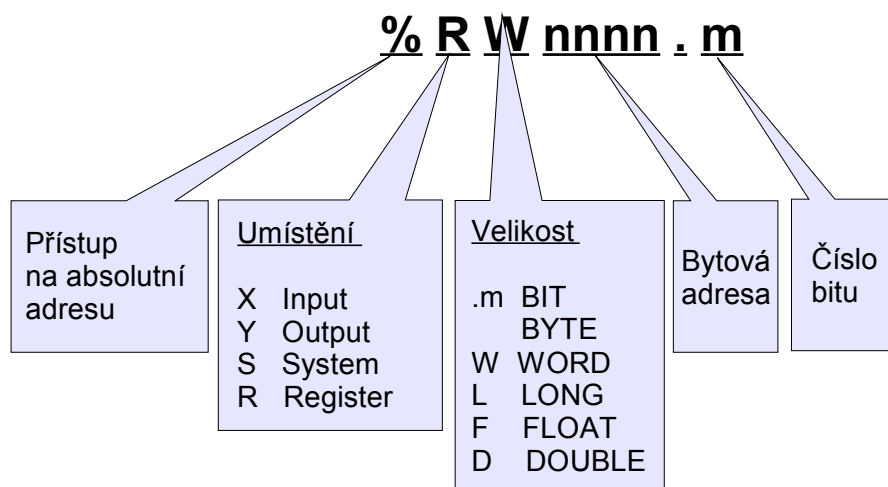 % R W nnnn . m
Přístup
na absolutní
adresu
Umístění
X Input
Y Output
S System
R Register
Velikost
.m BIT
BYTE
W WORD
L LONG
F FLOAT
D DOUBLE
Bytová
adresa
Číslo
bitu